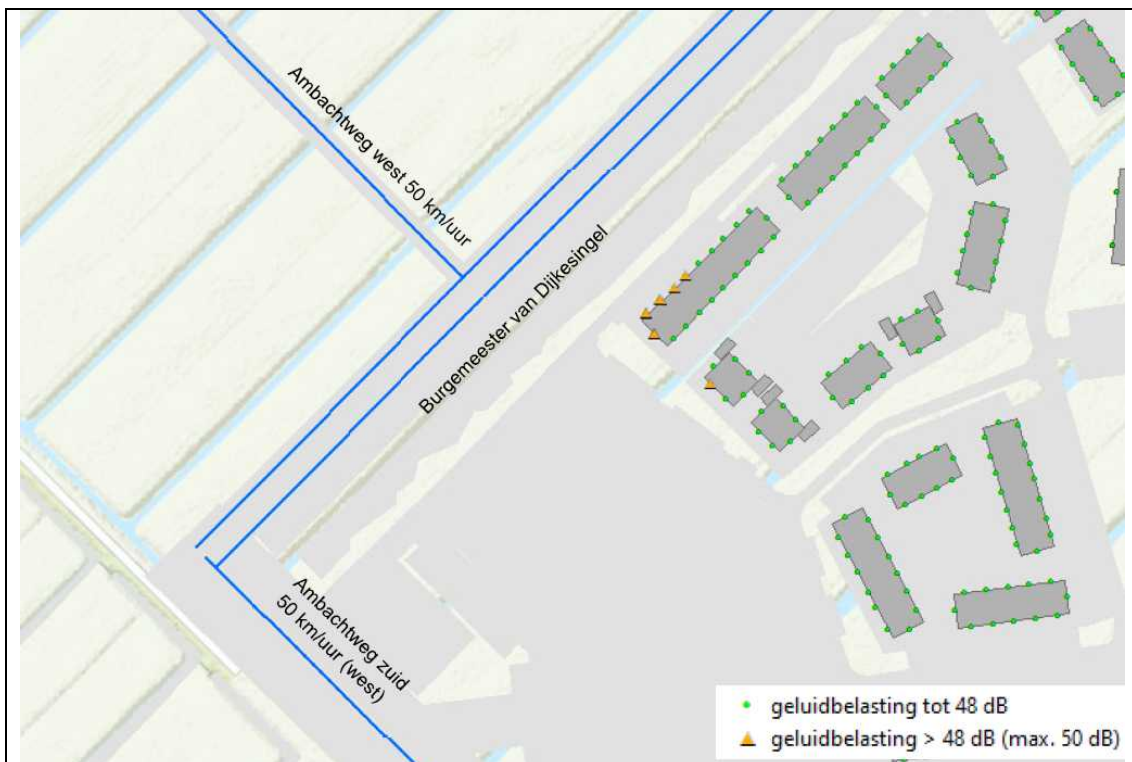 Ambachtweg west 50 km/uur
Burgemeester van Dijkesingel
Ambachtweg zuid
50 km/uur (west)
geluidbelasting tot 48 dB
geluidbelasting > 48 dB (max. 50 dB)